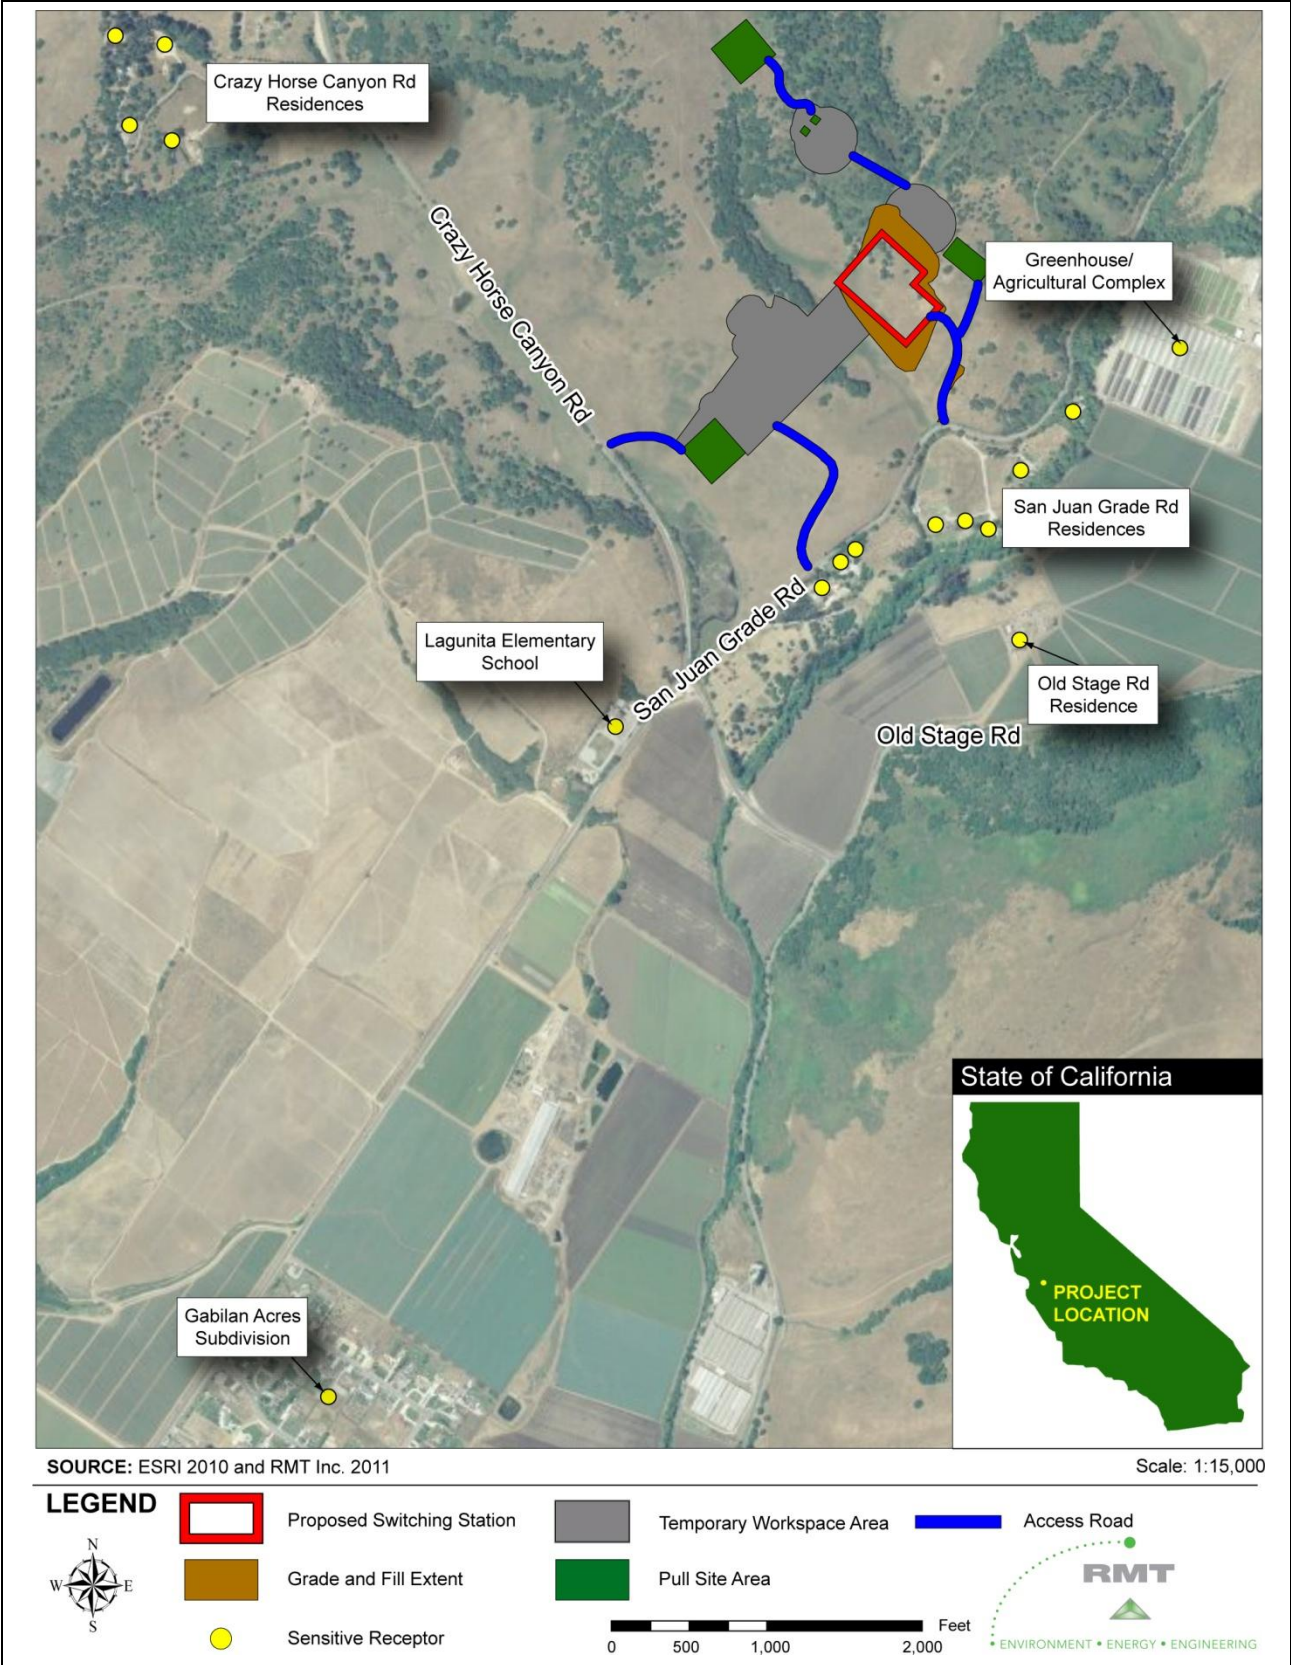 Crazy Horse Canyon Rd
Residences
Crazy Horse Canyon Rd
Greenhouse/
Agricultural Complex
San Juan Grade Rd
Residences
Lagunita Elementary
School
San Juan Grade Rd
Old Stage Rd
Residence
Old Stage Rd
State of California
PROJECT
LOCATION
Gabilan Acres
Subdivision
SOURCE: ESRI 2010 and RMT Inc. 2011
Scale: 1:15,000
LEGEND
Proposed Switching Station
Temporary Workspace Area
Access Road
N
W
E
S
Grade and Fill Extent
Pull Site Area
RMT
Sensitive Receptor
Feet
0
500
1,000
2,000
• ENVIRONMENT • ENERGY • ENGINEERING